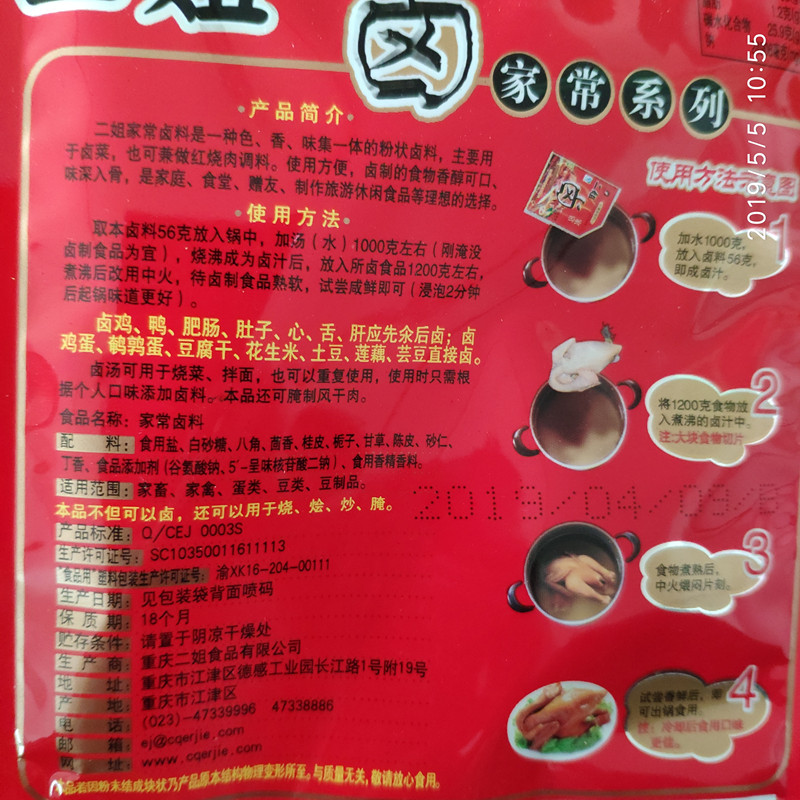 卤
家常系列
碳水化合物 25.9克
钠
2019/5/5 10:55
·产品简介·
二姐家常卤料是一种色、香、味集一体的粉状卤料，主要用
于卤菜，也可兼做红烧肉调料。使用方便，卤制的食物香醇可口、
味深入骨，是家庭、食堂、赠友、制作旅游休闲食品等理想的选择。
·使用方法·
取本卤料56克放入锅中，加汤（水）1000克左右（刚淹没
卤制食品为宜），烧沸成为卤汁后，放入所卤食品1200克左右，
煮沸后改用中火，待卤制食品熟软，试尝咸鲜即可（浸泡2分钟
后起锅味道更好）。
卤鸡、鸭、肥肠、肚子、心、舌、肝应先汆后卤；卤
鸡蛋、鹌鹑蛋、豆腐干、花生米、土豆、莲藕、芸豆直接卤。
卤汤可用于烧菜、拌面，也可以重复使用，使用时只需根
据个人口味添加卤料。本品还可腌制风干肉。
食品名称：家常卤料
配 料：食用盐、白砂糖、八角、茴香、桂皮、栀子、甘草、陈皮、砂仁、
丁香、食品添加剂（谷氨酸钠、5′-呈味核苷酸二钠）、食用香精香料。
适用范围：家畜、家禽、蛋类、豆类、豆制品。
本品不但可以卤，还可以用于烧、烩、炒、腌。
产品标准：Q/CEJ 0003S
生产许可证号：SC10350011611113
"食品用"塑料包装生产许可证号：渝XK16-204-00111
生产日期：见包装袋背面喷码
保 质 期：18个月
贮存条件：请置于阴凉干燥处
生 产 商：重庆二姐食品有限公司
地 址：重庆市江津区德感工业园长江路1号附19号
产 地：重庆市江津区
电 话：(023)-47339996 47338886
邮 箱：ej@cqerjie.com
网 址：www.cqerjie.com
本品若因粉末结成块状乃产品原本结构物理变形所至。与质量无关，敬请放心食用。
2019/04/09
使用方法示意图
1
加水1000克，
放入卤料56克，
即成卤汁。
2
将1200克食物放
入煮沸的卤汁中。
注:大块食物切片
3
食物煮熟后，
中火煨闷片刻。
4
试尝香鲜后，即
可出锅食用。
注：冷却后食用口味
更佳。